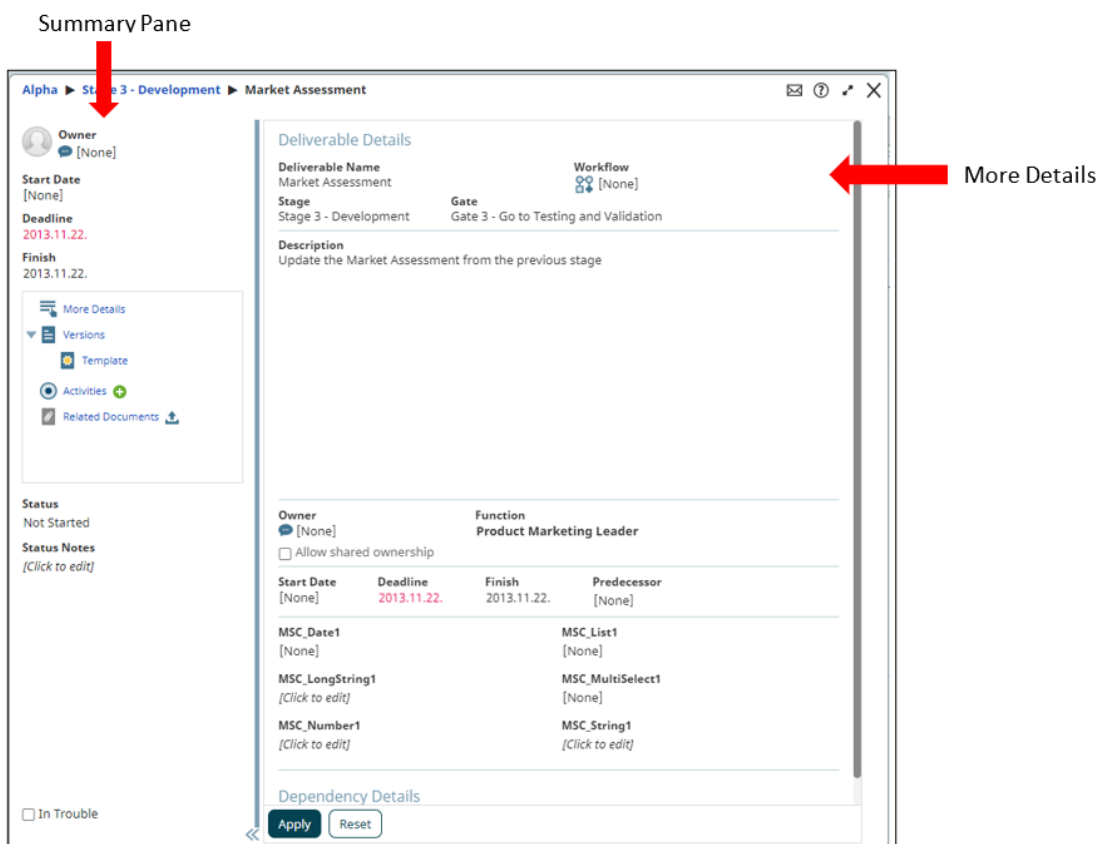 Summary Pane
Alpha ▶ Stage 3 - Development ▶ Market Assessment
Owner
[None]
Start Date
[None]
Deadline
2013.11.22.
Finish
2013.11.22.
More Details
Versions
Template
Activities
Related Documents
Status
Not Started
Status Notes
[Click to edit]
In Trouble
Deliverable Details
Deliverable Name Workflow
Market Assessment [None]
Stage Gate
Stage 3 - Development Gate 3 - Go to Testing and Validation
Description
Update the Market Assessment from the previous stage
Owner Function
[None] Product Marketing Leader
Allow shared ownership
Start Date Deadline Finish Predecessor
[None] 2013.11.22. 2013.11.22. [None]
MSC_Date1 MSC_List1
[None] [None]
MSC_LongString1 MSC_MultiSelect1
[Click to edit] [None]
MSC_Number1 MSC_String1
[Click to edit] [Click to edit]
Dependency Details
Apply Reset
More Details